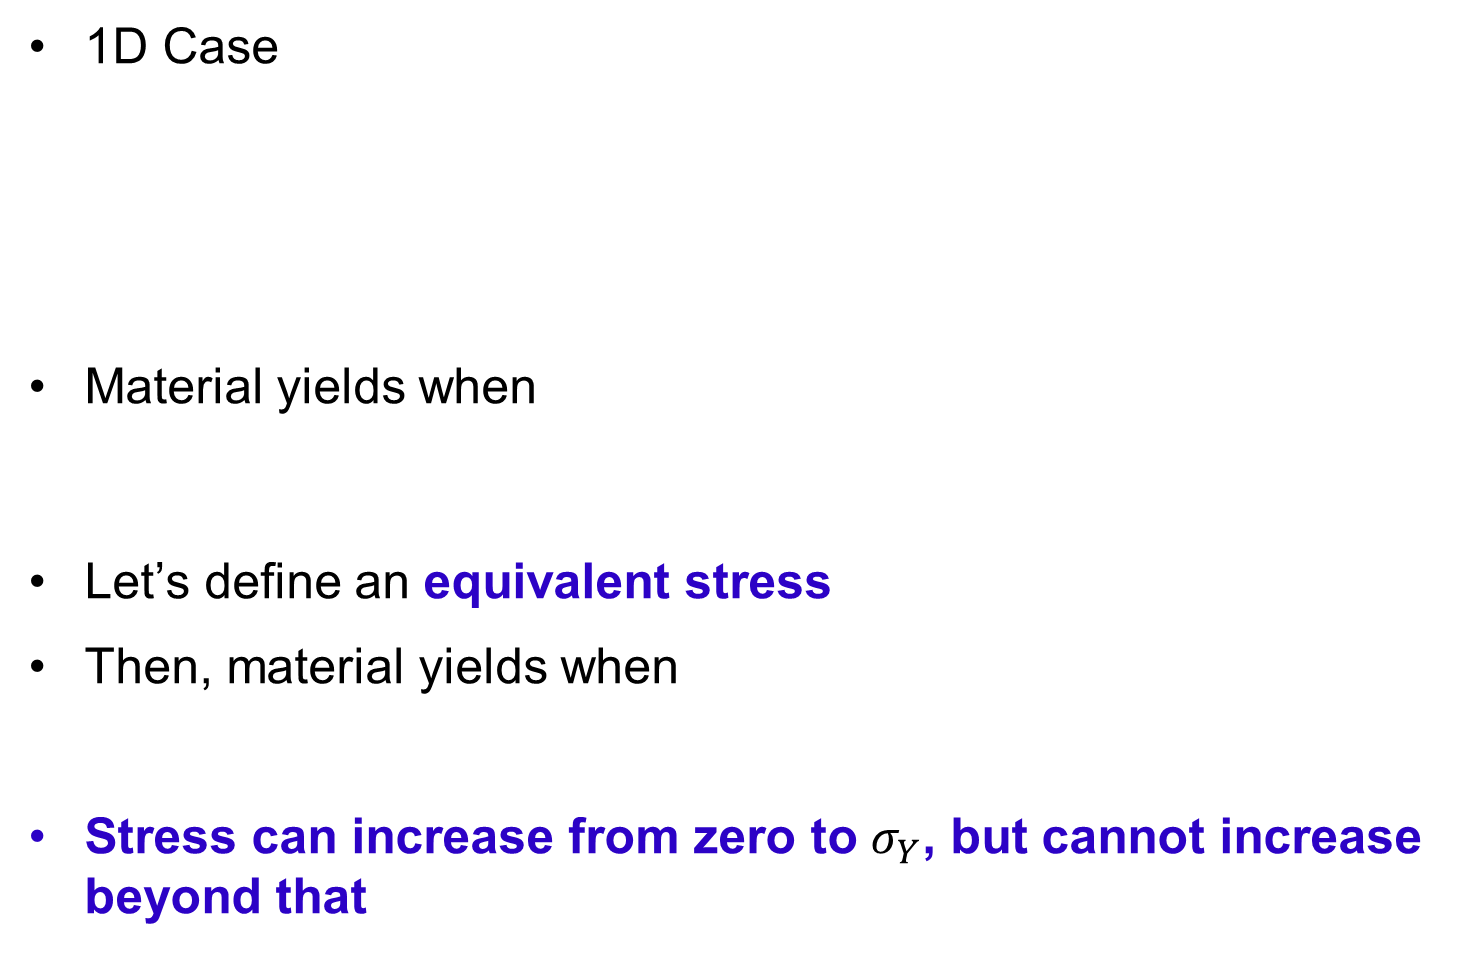 • 1D Case
• Material yields when
• Let’s define an equivalent stress
• Then, material yields when
• Stress can increase from zero to 𝜎𝑌, but cannot increase
beyond that